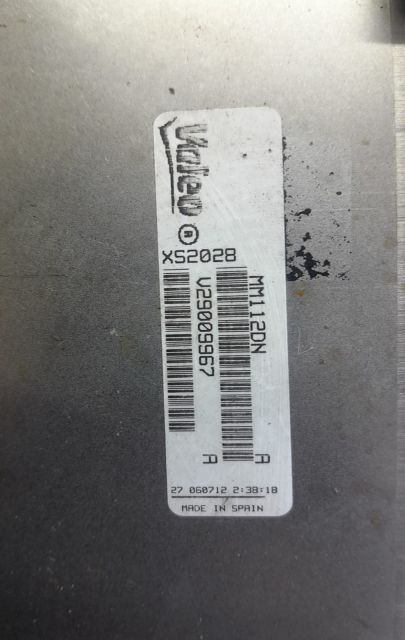 Valeo ®
XS2028
MM112DN
V29009967
A
A
27 060712 2:38:18
MADE IN SPAIN